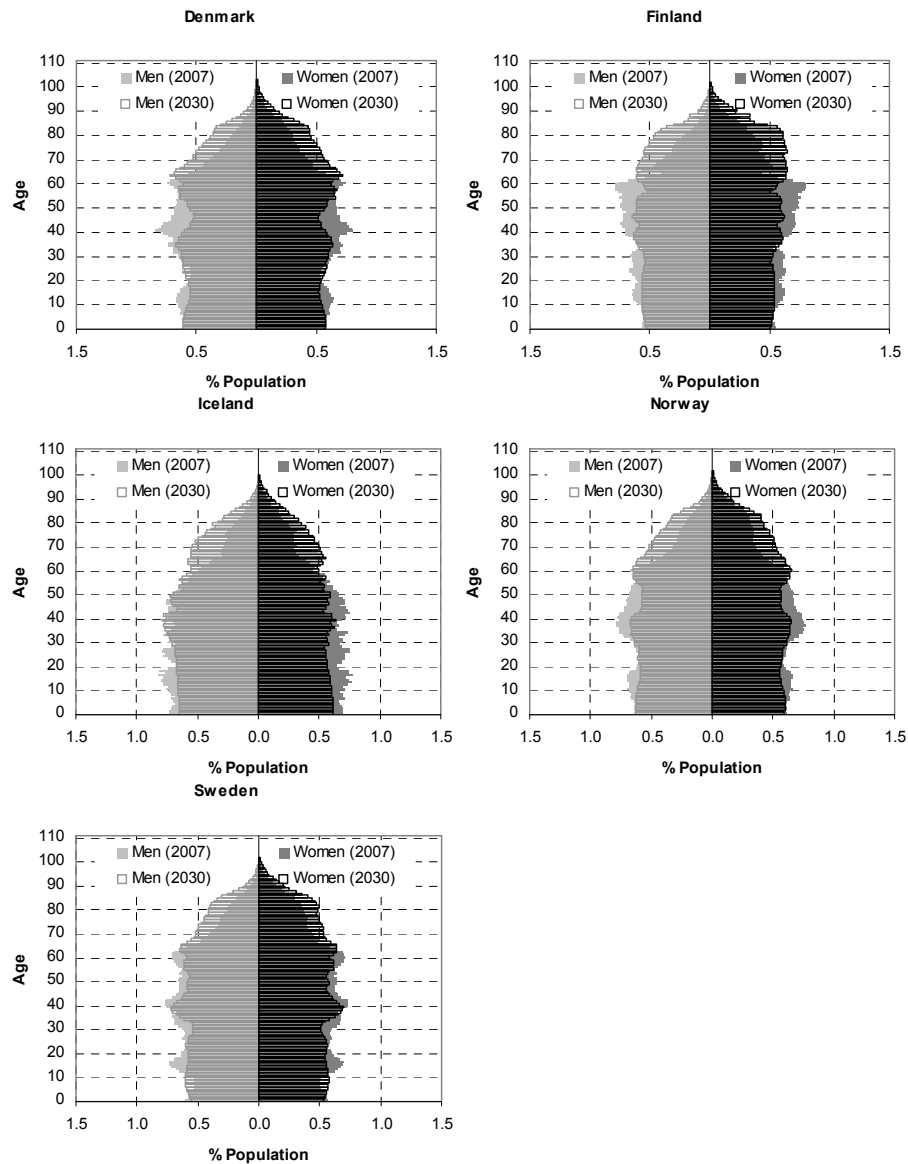 Denmark
110
100
90
80
70
60
50
40
30
20
10
0
Age
Men (2007)
Women (2007)
Men (2030)
Women (2030)
1.5 0.5 0.5 1.5
% Population
Finland
110
100
90
80
70
60
50
40
30
20
10
0
Age
Men (2007)
Women (2007)
Men (2030)
Women (2030)
1.5 0.5 0.5 1.5
% Population
Iceland
110
100
90
80
70
60
50
40
30
20
10
0
Age
Men (2007)
Women (2007)
Men (2030)
Women (2030)
1.5 1.0 0.5 0.0 0.5 1.0 1.5
% Population
Norway
110
100
90
80
70
60
50
40
30
20
10
0
Age
Men (2007)
Women (2007)
Men (2030)
Women (2030)
1.5 1.0 0.5 0.0 0.5 1.0 1.5
% Population
Sweden
110
100
90
80
70
60
50
40
30
20
10
0
Age
Men (2007)
Women (2007)
Men (2030)
Women (2030)
1.5 1.0 0.5 0.0 0.5 1.0 1.5
% Population